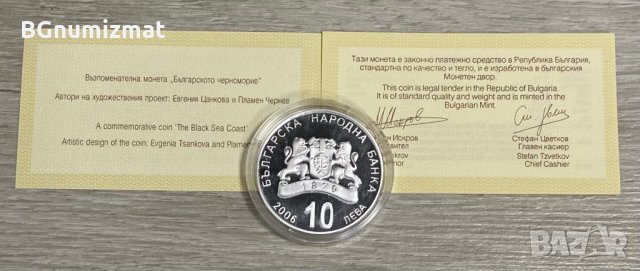 BGnumizmat
Възпоменателна монета „Българското черноморие"
Автори на художествения проект: Евгения Цанкова и Пламен Чернев
A commemorative coin "The Black Sea Coast
Artistic design of the coin: Evgenia Tsankova and Plamen
Тази монета е законно платежно средство в Република България,
стандартна по качество и тегло, и е изработена в българския
Монетен двор.
This coin is legal tender in the Republic of Bulgaria.
It is of standard quality and weight and is minted in the
Bulgarian Mint.
Искров
Стефан Цветков
Главен касиер
Stefan Tzvetkov
Chief Cashier
БЪЛГАРСКА НАРОДНА БАНКА
1879
2006 10 ЛЕВА
BAZAR